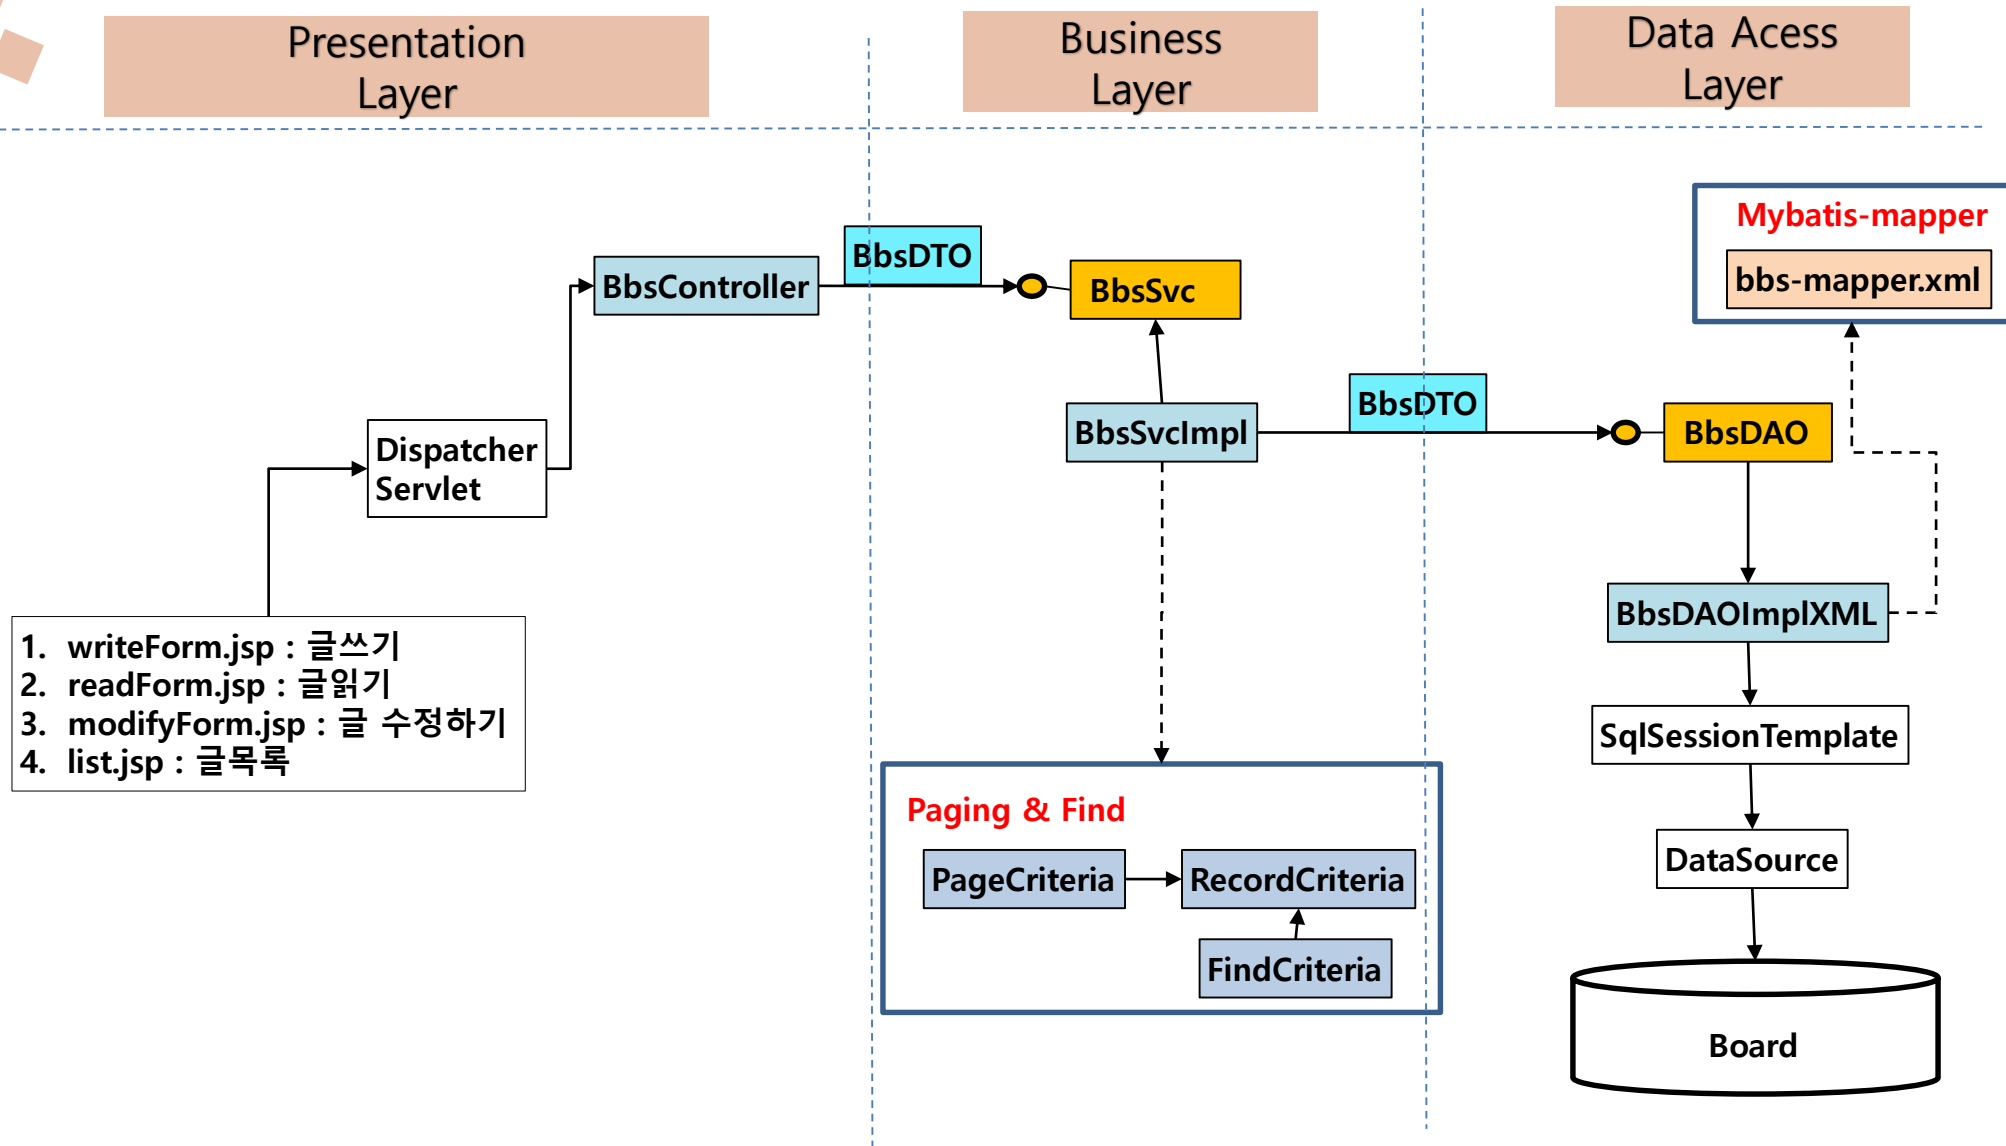 Presentation
Layer
Business
Layer
Data Acess
Layer
Mybatis-mapper
bbs-mapper.xml
BbsController
BbsDTO
BbsSvc
BbsSvcImpl
BbsDTO
BbsDAO
Dispatcher
Servlet
BbsDAOImplXML
1. writeForm.jsp : 글쓰기
2. readForm.jsp : 글읽기
3. modifyForm.jsp : 글 수정하기
4. list.jsp : 글목록
SqlSessionTemplate
Paging & Find
PageCriteria
RecordCriteria
FindCriteria
DataSource
Board